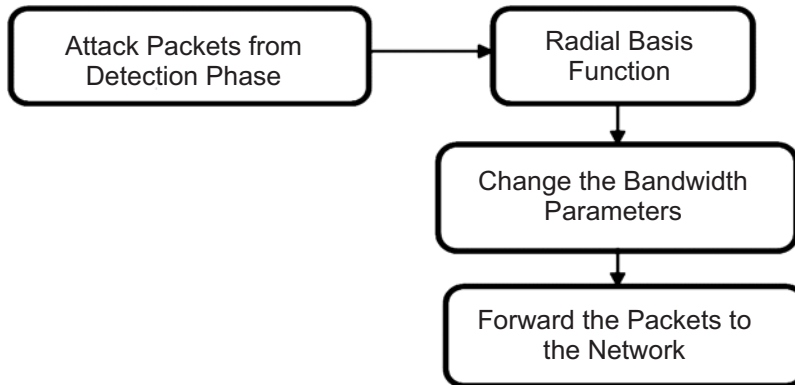 Attack Packets from
Detection Phase
Radial Basis
Function
Change the Bandwidth
Parameters
Forward the Packets to
the Network